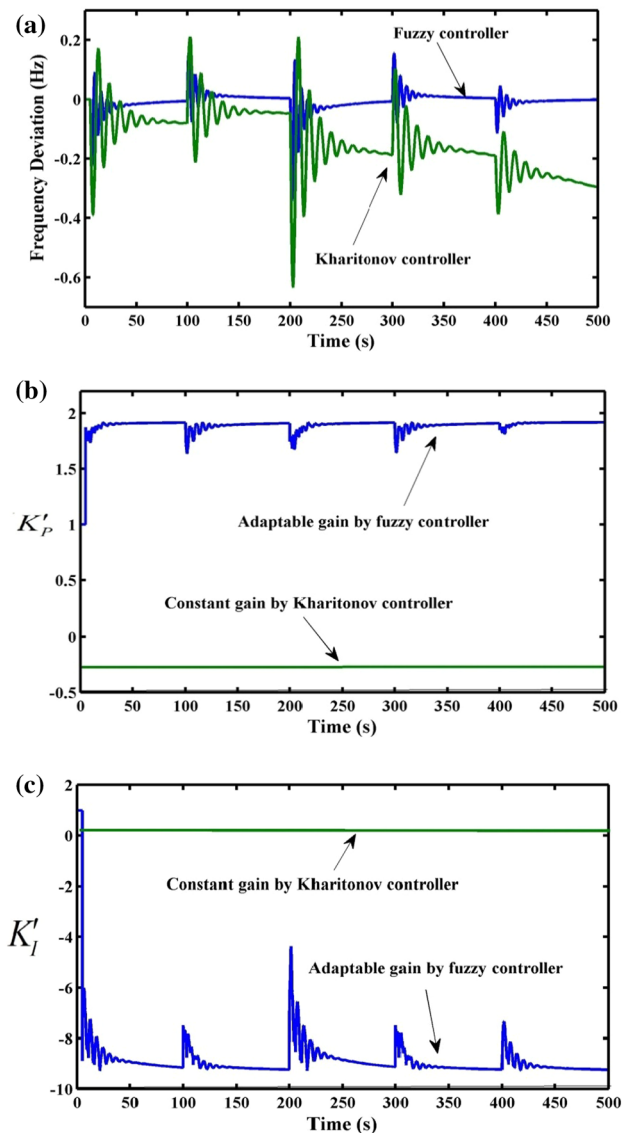 (a)
0.2
0
-0.2
-0.4
-0.6
Frequency Deviation (Hz)
Fuzzy controller
Kharitonov controller
0 50 100 150 200 250 300 350 400 450 500
Time (s)
(b)
2
1.5
1
0.5
0
-0.5
K'P
Adaptable gain by fuzzy controller
Constant gain by Kharitonov controller
0 50 100 150 200 250 300 350 400 450 500
Time (s)
(c)
2
0
-2
-4
-6
-8
-10
K'I
Constant gain by Kharitonov controller
Adaptable gain by fuzzy controller
0 50 100 150 200 250 300 350 400 450 500
Time (s)